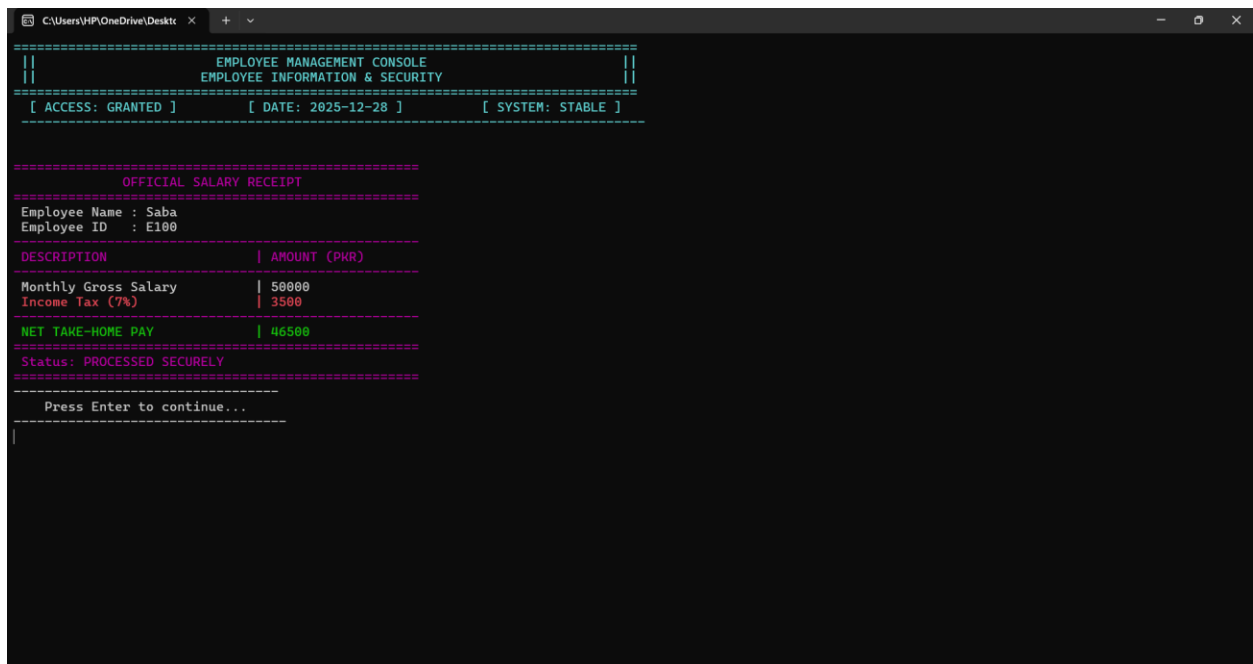 C:\Users\HP\OneDrive\Deskto
================================================================================
|| EMPLOYEE MANAGEMENT CONSOLE ||
|| EMPLOYEE INFORMATION & SECURITY ||
================================================================================
[ ACCESS: GRANTED ] [ DATE: 2025-12-28 ] [ SYSTEM: STABLE ]
--------------------------------------------------------------------------------
====================================================
OFFICIAL SALARY RECEIPT
====================================================
Employee Name : Saba
Employee ID : E100
----------------------------------------------------
DESCRIPTION | AMOUNT (PKR)
----------------------------------------------------
Monthly Gross Salary | 50000
Income Tax (7%) | 3500
----------------------------------------------------
NET TAKE-HOME PAY | 46500
====================================================
Status: PROCESSED SECURELY
====================================================
----------------------------------
Press Enter to continue...
-----------------------------------